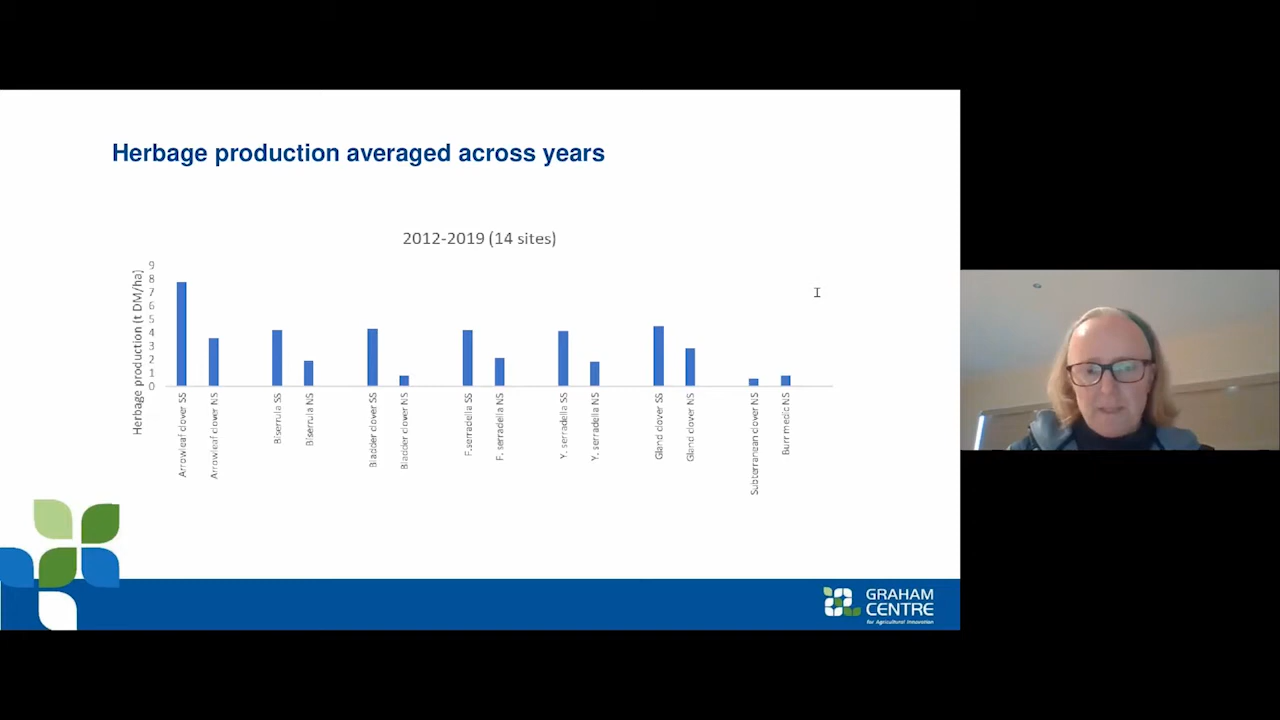 Herbage production averaged across years
2012-2019 (14 sites)
Herbage production (t DM/ha)
9
8
7
6
5
4
3
2
1
0
Arrowleaf clover SS
Arrowleaf clover NS
Biserrula SS
Biserrula NS
Bladder clover SS
Bladder clover NS
F.serradella SS
F. serradella NS
Y. serradella SS
Y. serradella NS
Gland clover SS
Gland clover NS
Subterranean clover NS
Burr medic NS
GRAHAM
CENTRE
for Agricultural Innovation